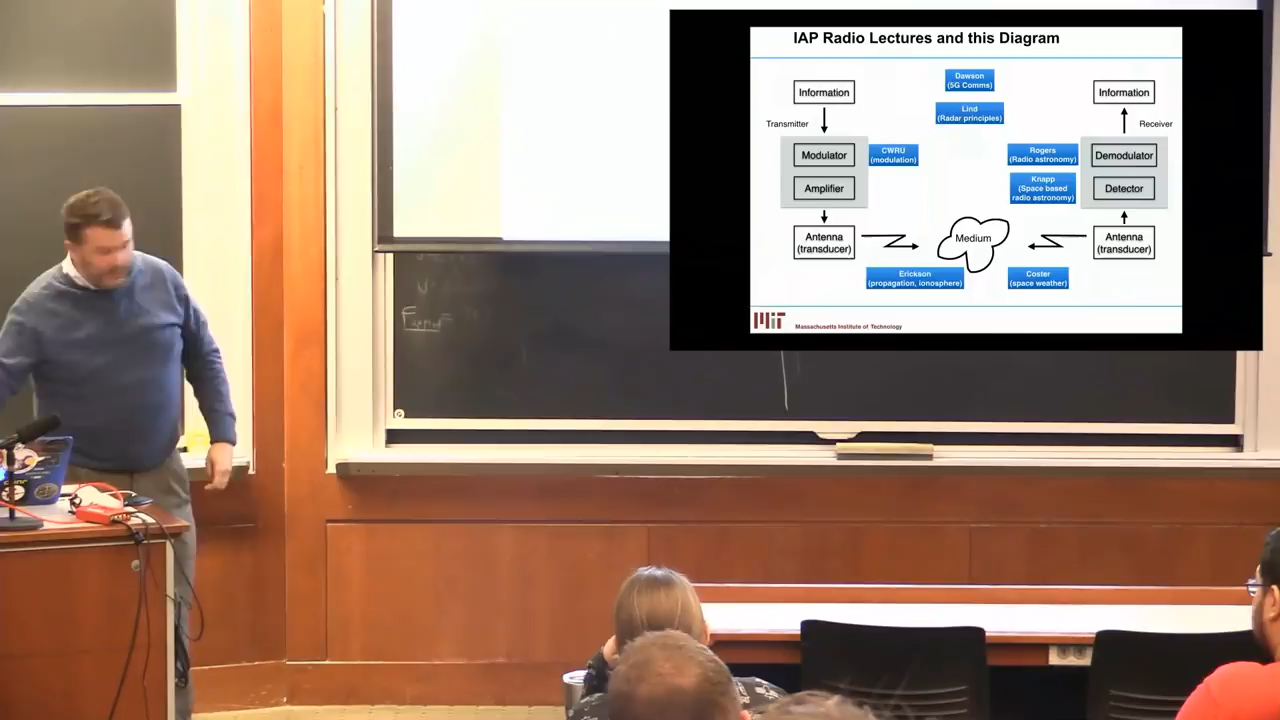 IAP Radio Lectures and this Diagram
Information
Transmitter
Modulator
Amplifier
Antenna
(transducer)
CWRU
(modulation)
Dawson
(5G Comms)
Lind
(Radar principles)
Rogers
(Radio astronomy)
Knapp
(Space based
radio astronomy)
Medium
Erickson
(propagation, ionosphere)
Coster
(space weather)
Information
Receiver
Demodulator
Detector
Antenna
(transducer)
MIT
Massachusetts Institute of Technology